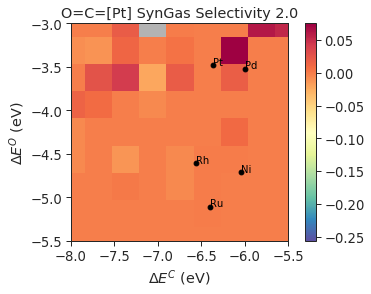 O=C=[Pt] SynGas Selectivity 2.0
−3.0
−3.5
−4.0
−4.5
−5.0
−5.5
ΔE^O (eV)
Pt
Pd
Rh
Ni
Ru
−8.0 −7.5 −7.0 −6.5 −6.0 −5.5
ΔE^C (eV)
0.05
0.00
−0.05
−0.10
−0.15
−0.20
−0.25